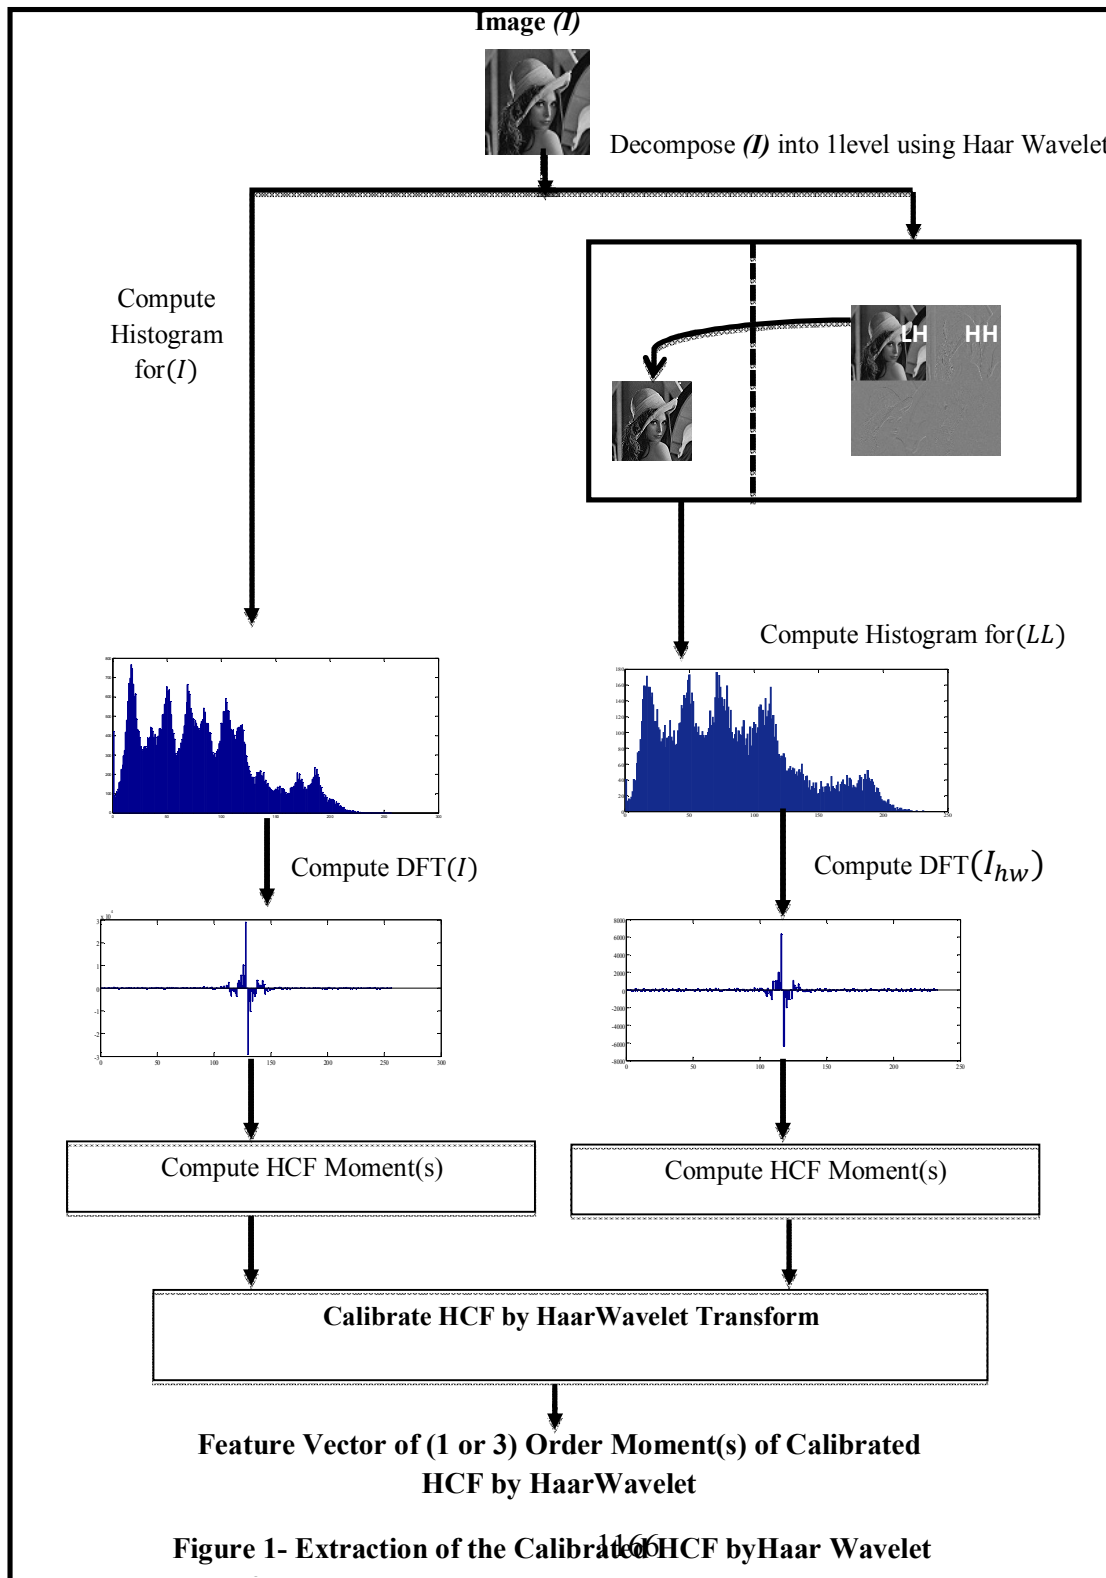 Image (I)
Decompose (I) into 1level using Haar Wavelet
Compute
Histogram
for(I)
LH HH
Compute Histogram for(LL)
Compute DFT(I)
Compute DFT(I_hw)
Compute HCF Moment(s)
Compute HCF Moment(s)
Calibrate HCF by HaarWavelet Transform
Feature Vector of (1 or 3) Order Moment(s) of Calibrated
HCF by HaarWavelet
Figure 1- Extraction of the Calibrated HCF byHaar Wavelet
1166